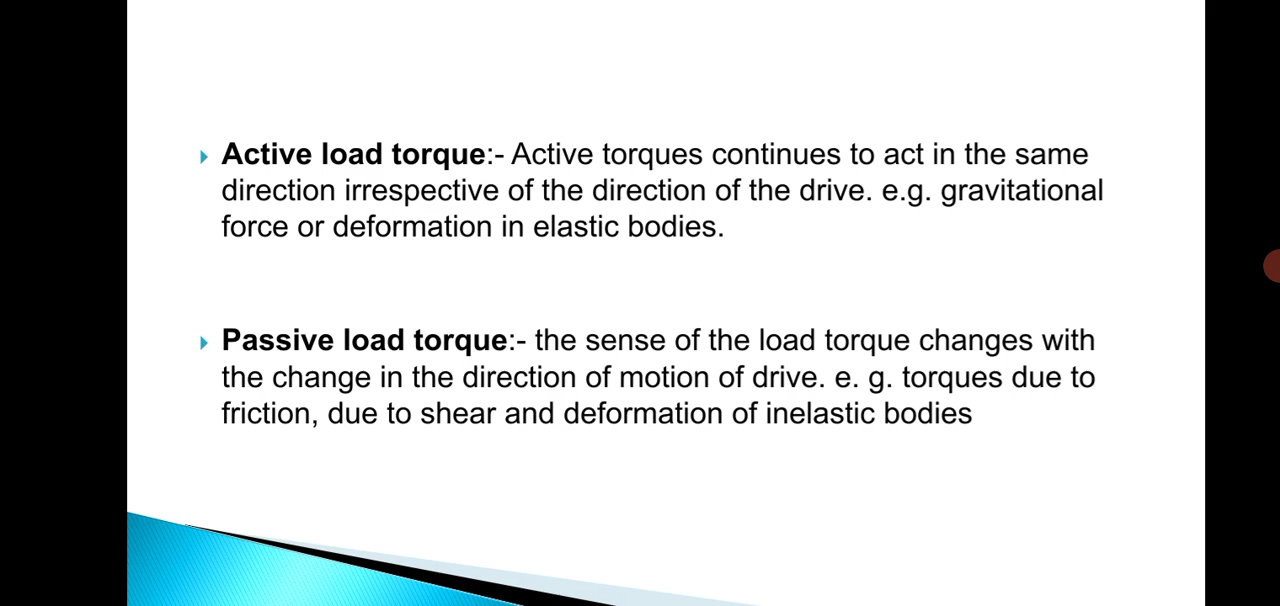 Active load torque:- Active torques continues to act in the same
direction irrespective of the direction of the drive. e.g. gravitational
force or deformation in elastic bodies.
Passive load torque:- the sense of the load torque changes with
the change in the direction of motion of drive. e. g. torques due to
friction, due to shear and deformation of inelastic bodies